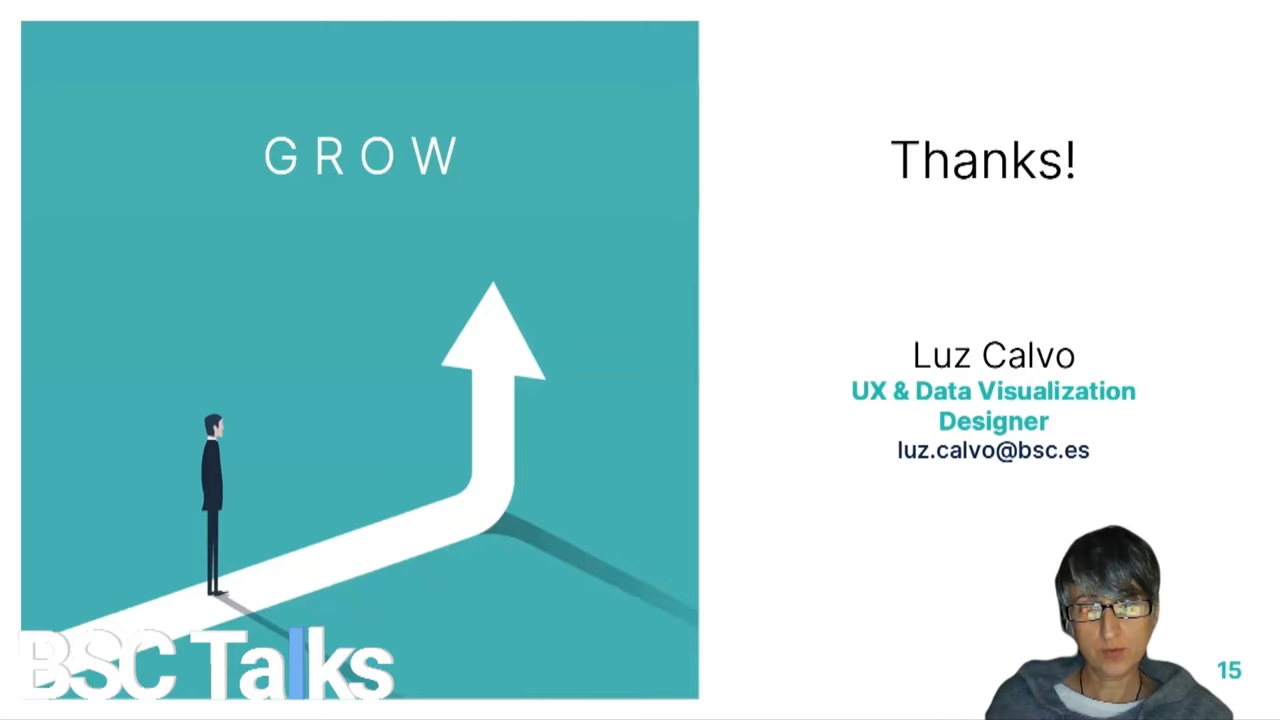 GROW
Thanks!
Luz Calvo
UX & Data Visualization
Designer
luz.calvo@bsc.es
BSC Talks
15